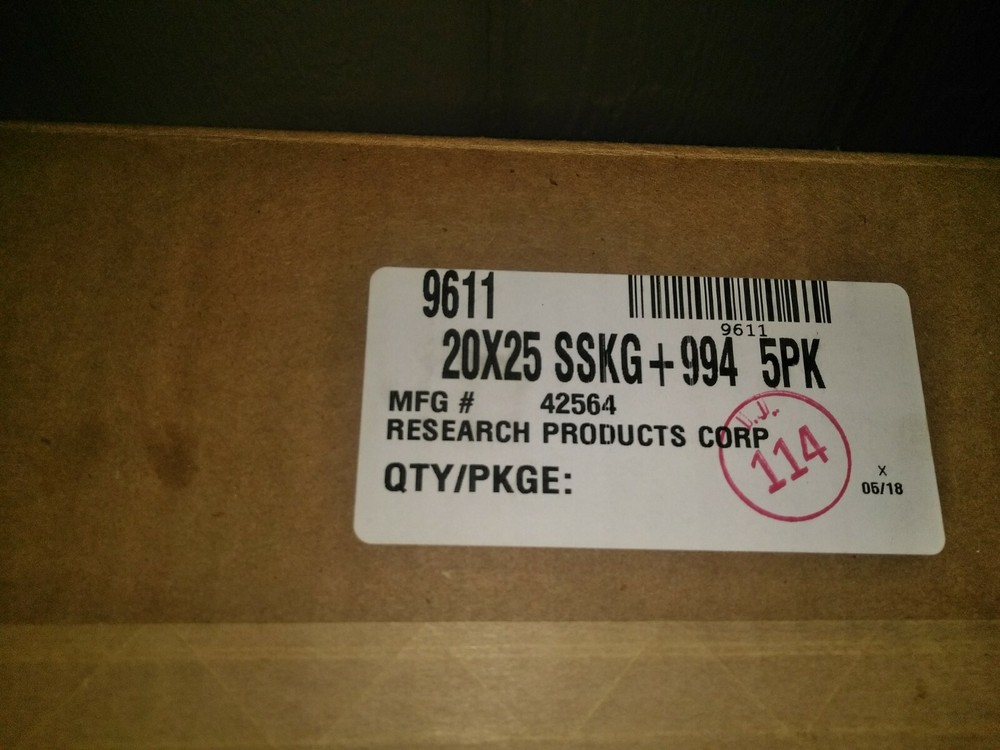 9611
9611
20X25 SSKG+994 5PK
MFG # 42564
RESEARCH PRODUCTS CORP
114
QTY/PKGE:
X
06/18